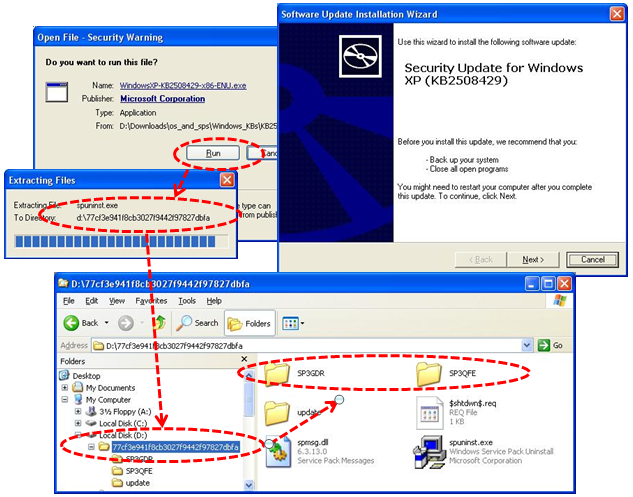 Open File - Security Warning
Do you want to run this file?
Name: WindowsXP-KB2508429-x86-ENU.exe
Publisher: Microsoft Corporation
Type: Application
From: D:\Downloads\os_and_sps\Windows_KBs\KB25
Run
Canc
e type can
from publis
Extracting Files
Extracting File: spuninst.exe
To Directory: d:\77cf3e941f8cb3027f9442f97827dbfa
Software Update Installation Wizard
Use this wizard to install the following software update:
Security Update for Windows
XP (KB2508429)
Before you install this update, we recommend that you:
- Back up your system
- Close all open programs
You might need to restart your computer after you complete
this update. To continue, click Next.
< Back
Next >
Cancel
D:\77cf3e941f8cb3027f9442f97827dbfa
File Edit View Favorites Tools Help
Back
Search
Folders
Address D:\77cf3e941f8cb3027f9442f97827dbfa
Go
Folders
Desktop
My Documents
My Computer
3½ Floppy (A:)
Local Disk (C:)
Local Disk (D:)
77cf3e941f8cb3027f9442f97827dbfa
SP3GDR
SP3QFE
update
SP3GDR
SP3QFE
update
$shtdwn$.req
REQ File
1 KB
spmsg.dll
6.3.13.0
Service Pack Messages
spuninst.exe
Windows Service Pack Uninstall
Microsoft Corporation